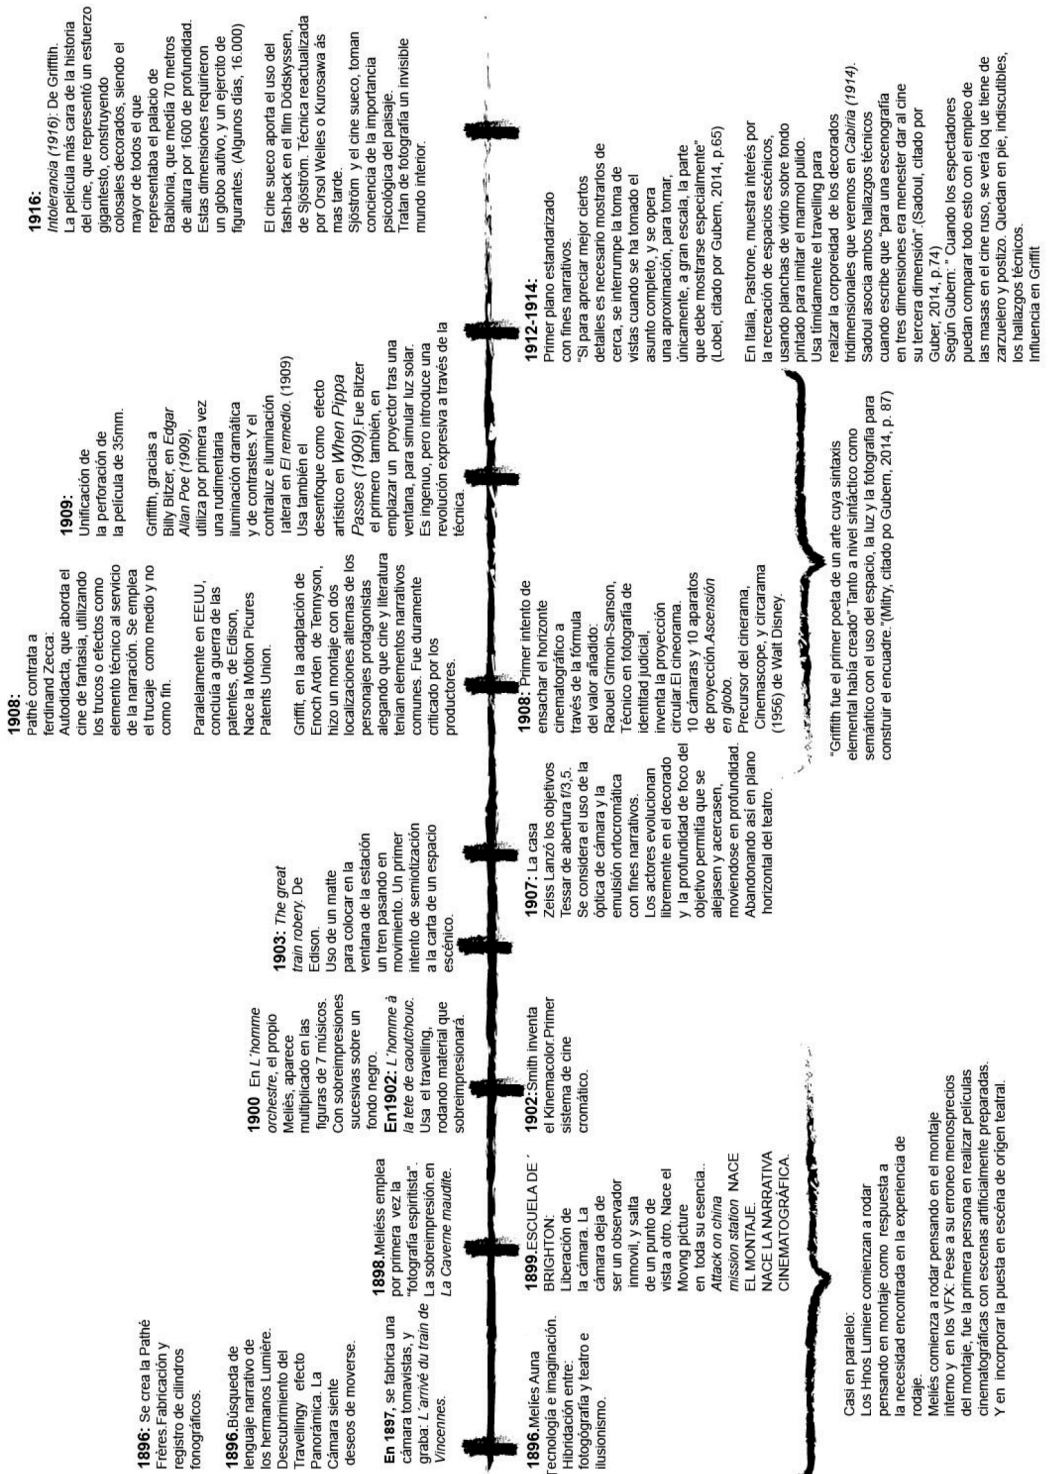 1896: Se crea la Pathé
Frères.Fabricación y
registro de cilindros
fonográficos.
1896.Búsqueda de
lenguaje narrativo de
los hermanos Lumière.
Descubrimiento del
Travellingy efecto
Panorámica. La
Cámara siente
deseos de moverse.
En 1897, se fabrica una
cámara tomavistas, y
graba: L´arrivé du train de
Vincennes.
1898.Meliéss emplea
por primera vez la
"fotografía espiritista".
La sobreimpresión.en
La Caverne maudite.
1900 En L´homme
orchestre, el propio
Meliès, aparece
multiplicado en las
figuras de 7 músicos.
Con sobreimpresiones
sucesivas sobre un
fondo negro.
En1902: L´homme à
la tete de caoutchouc.
Usa el travelling,
rodando material que
sobreimpresionará.
1903: The great
train robery. De
Edison.
Uso de un matte
para colocar en la
ventana de la estación
un tren pasando en
movimiento. Un primer
intento de semiotización
a la carta de un espacio
escénico.
1908:
Pathé contrata a
ferdinand Zecca:
Autodidacta, que aborda el
cine de fantasía, utilizando
los trucos o efectos como
elemento técnico al servicio
de la narración. Se emplea
el trucaje como medio y no
como fin.
Paralelamente en EEUU,
concluía a guerra de las
patentes, de Edison,
Nace la Motion Picures
Patents Union.
Griffit, en la adaptación de
Enoch Arden de Tennyson,
hizo un montaje con dos
localizaciones alternas de los
personajes protagonistas
alegando que cine y literatura
tenían elementos narrativos
comunes. Fue duramente
criticado por los
productores.
1909:
Unificación de
la perforación de
la película de 35mm.
Griffith, gracias a
Billy Bitzer, en Edgar
Allan Poe (1909),
utiliza por primera vez
una rudimentaria
iluminación dramática
y de contrastes.Y el
contraluz e iluminación
lateral en El remedio. (1909)
Usa también el
desenfoque como efecto
artístico en When Pippa
Passes (1909).Fue Bitzer
el primero también, en
emplazar un proyector tras una
ventana, para simular luz solar.
Es ingenuo, pero introduce una
revolución expresiva a través de la
técnica.
1916:
Intolerancia (1916): De Grifflih.
La película más cara de la historia
del cine, que representó un esfuerzo
gigantesto, construyendo
colosales decorados, siendo el
mayor de todos el que
representaba el palacio de
Babilonia, que medía 70 metros
de altura por 1600 de profundidad.
Estas dimensiones requirieron
un globo autivo, y un ejercito de
figurantes. (Algunos días, 16.000)
El cine sueco aporta el uso del
fash-back en el film Dödskyssen,
de Sjöström. Técnica reactualizada
por Orsol Welles o Kurosawa ás
mas tarde.
Sjöström y el cine sueco, toman
conciencia de la importancia
psicológica del paisaje.
Tratan de fotografía un invisible
mundo interior.
1896.Melies Auna
Tecnología e imaginación.
Hibridación entre:
fotogógrafía y teatro e
ilusionismo.
1899.ESCUELA DE ´
BRIGHTON:
Liberación de
la cámara. La
cámara deja de
ser un observador
inmovil, y salta
de un punto de
vista a otro. Nace el
Movng picture
en toda su esencia..
Attack on china
mission station NACE
EL MONTAJE.
NACE LA NARRATIVA
CINEMATOGRÁFICA.
1902:Smith inventa
el Kinemacolor.Primer
sistema de cine
cromático.
1907: La casa
Zeiss Lanzó los objetivos
Tessar de abertura f/3,5.
Se considera el uso de la
óptica de cámara y la
emulsión ortocromática
con fines narrativos.
Los actores evolucionan
libremente en el decorado
y la profundidad de foco del
objetivo permitía que se
alejasen y acercasen,
moviendose en profundidad.
Abandonando así en plano
horizontal del teatro.
1908: Primer intento de
ensachar el horizonte
cinematográfico a
través de la fórmula
del valor añadido:
Raouel Grimoin-Sanson,
Técnico en fotografía de
identitad judicial,
inventa la proyección
circular.El cineorama.
10 cámaras y 10 aparatos
de proyección.Ascensión
en globo.
Precursor del cinerama,
Cinemascope, y circarama
(1956) de Walt Disney.
1912-1914:
Primer plano estandarizado
con fines narrativos.
"Si para apreciar mejor ciertos
detalles es necesario mostrarlos de
cerca, se interrumpe la toma de
vistas cuando se ha tomado el
asunto completo, y se opera
una aproximación, para tomar,
únicamente, a gran escala, la parte
que debe mostrarse especialmente"
(Lobel, citado por Gubern, 2014, p.65)
En Italia, Pastrone, muestra interés por
la recreación de espacios escénicos,
usando planchas de vidrio sobre fondo
pintado para imitar el marmol pulido.
Usa timidamente el travelling para
realzar la corporeidad de los decorados
tridimensionales que veremos en Cabiria (1914).
Sadoul asocia ambos hallazgos técnicos
cuando escribe que "para una escenografía
en tres dimensiones era menester dar al cine
su tercera dimensión".(Sadoul, citado por
Guber, 2014, p.74)
Según Gubern: " Cuando los espectadores
puedan comparar todo esto con el empleo de
las masas en el cine ruso, se verá loq que tiene de
zarzuelero y postizo. Quedan en pie, indiscutibles,
los hallazgos técnicos.
Influencia en Griffit
Casi en paralelo:
Los Hnos Lumiere comienzan a rodar
pensando en montaje como respuesta a
la necesidad encontrada en la experiencia de
rodaje.
Meliés comienza a rodar pensando en el montaje
interno y en los VFX: Pese a su erroneo menosprecios
del montaje, fue la primera persona en realizar películas
cinematográficas con escenas artificialmente preparadas.
Y en incorporar la puesta en escéna de origen teatral.
"Griffith fue el primer poeta de un arte cuya sintaxis
elemental había creado" Tanto a nivel sintáctico como
semántico con el uso del espacio, la luz y la fotografía para
construir el encuadre."(Mitry, citado po Gubern, 2014, p. 87)